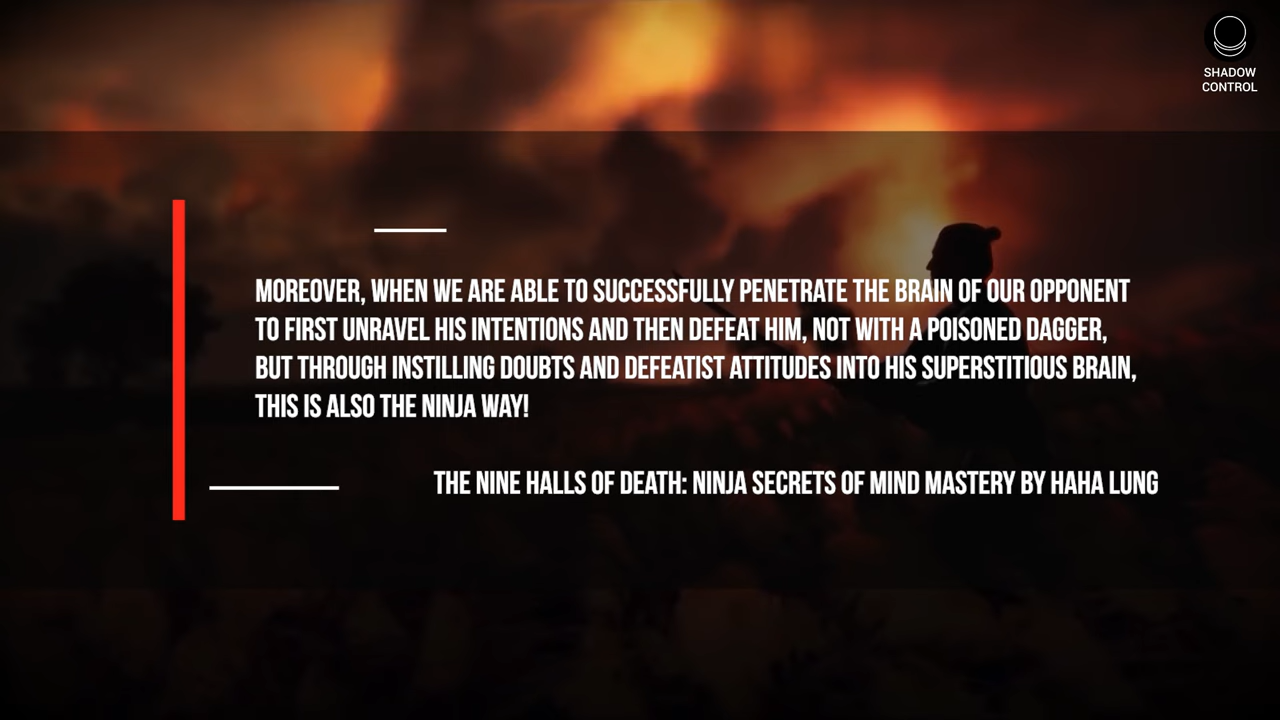 SHADOW
CONTROL
MOREOVER, WHEN WE ARE ABLE TO SUCCESSFULLY PENETRATE THE BRAIN OF OUR OPPONENT
TO FIRST UNRAVEL HIS INTENTIONS AND THEN DEFEAT HIM, NOT WITH A POISONED DAGGER,
BUT THROUGH INSTILLING DOUBTS AND DEFEATIST ATTITUDES INTO HIS SUPERSTITIOUS BRAIN,
THIS IS ALSO THE NINJA WAY!
THE NINE HALLS OF DEATH: NINJA SECRETS OF MIND MASTERY BY HAHA LUNG